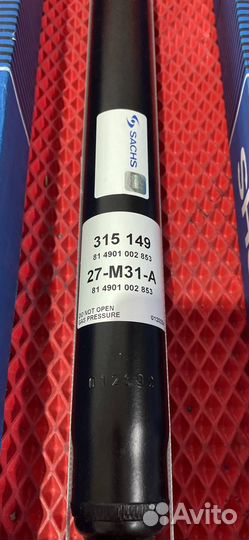 SACHS
315 149
81 4901 002 853
27-M31-A
81 4901 002 853
DO NOT OPEN
GAS PRESSURE
Avito